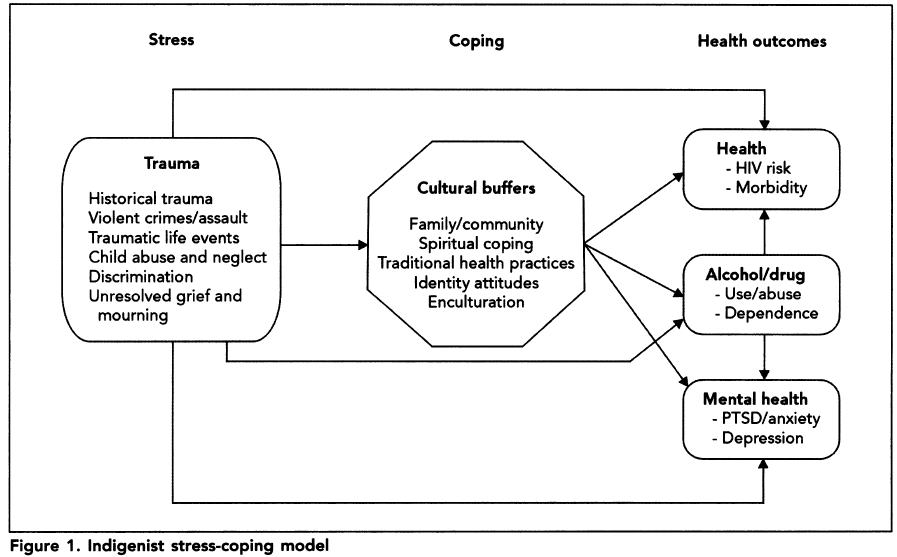 Stress
Coping
Health outcomes
Trauma
Historical trauma
Violent crimes/assault
Traumatic life events
Child abuse and neglect
Discrimination
Unresolved grief and
mourning
Cultural buffers
Family/community
Spiritual coping
Traditional health practices
Identity attitudes
Enculturation
Health
- HIV risk
- Morbidity
Alcohol/drug
- Use/abuse
- Dependence
Mental health
- PTSD/anxiety
- Depression
Figure 1. Indigenist stress-coping model